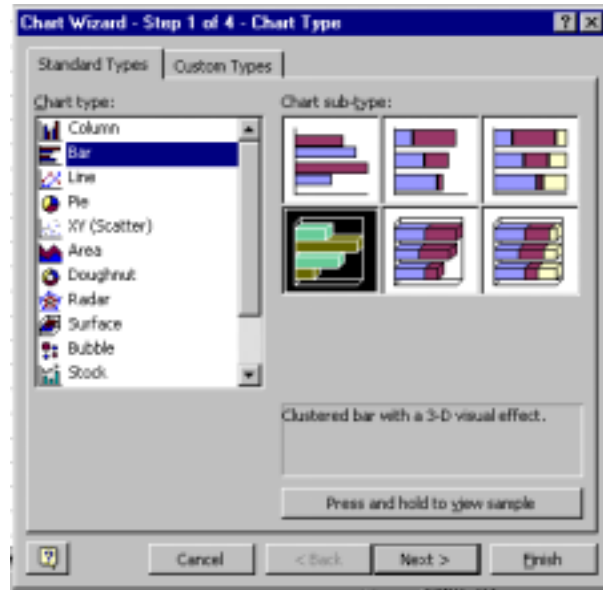 Chart Wizard - Step 1 of 4 - Chart Type
Standard Types
Custom Types
Chart type:
Column
Bar
Line
Pie
XY (Scatter)
Area
Doughnut
Radar
Surface
Bubble
Stock
Chart sub-type:
Clustered bar with a 3-D visual effect.
Press and hold to view sample
Cancel
< Back
Next >
Finish